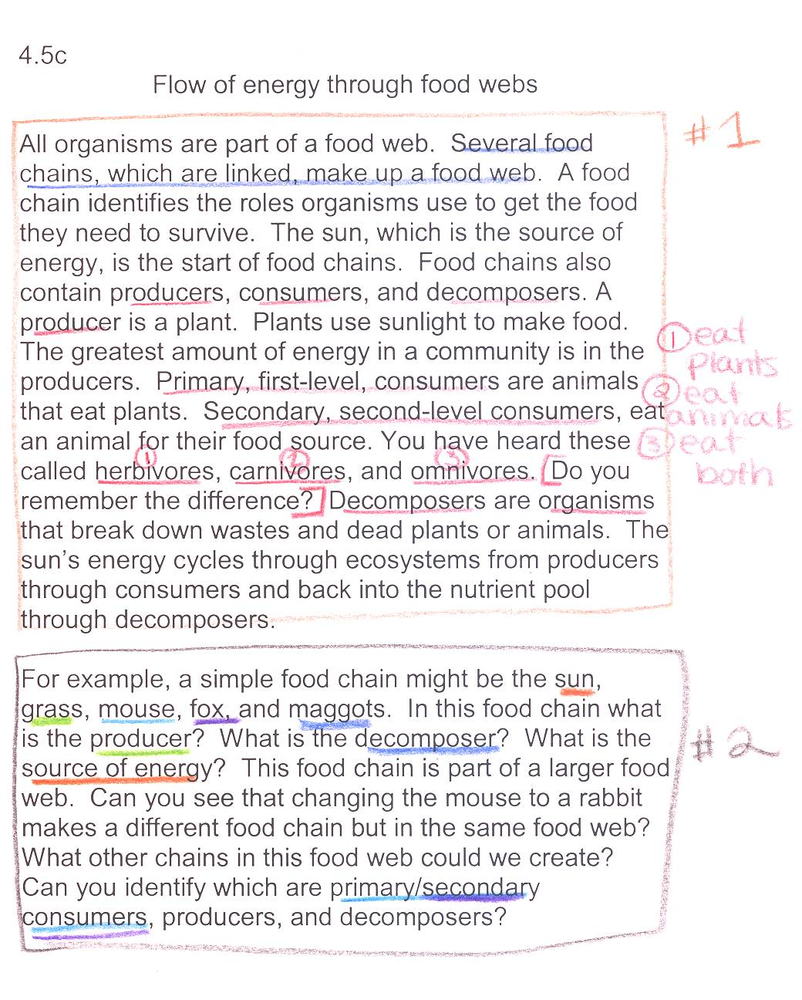 4.5c
Flow of energy through food webs
#1
All organisms are part of a food web.  Several food
chains, which are linked, make up a food web.  A food
chain identifies the roles organisms use to get the food
they need to survive.  The sun, which is the source of
energy, is the start of food chains.  Food chains also
contain producers, consumers, and decomposers. A
producer is a plant.  Plants use sunlight to make food.
The greatest amount of energy in a community is in the
producers.  Primary, first-level, consumers are animals
that eat plants.  Secondary, second-level consumers, eat
an animal for their food source. You have heard these
① ② ③
called herbivores, carnivores, and omnivores. [Do you
remember the difference?] Decomposers are organisms
that break down wastes and dead plants or animals.  The
sun's energy cycles through ecosystems from producers
through consumers and back into the nutrient pool
through decomposers.
① eat
plants
② eat
animals
③ eat
both
#2
For example, a simple food chain might be the sun,
grass, mouse, fox, and maggots.  In this food chain what
is the producer?  What is the decomposer?  What is the
source of energy?  This food chain is part of a larger food
web.  Can you see that changing the mouse to a rabbit
makes a different food chain but in the same food web?
What other chains in this food web could we create?
Can you identify which are primary/secondary
consumers, producers, and decomposers?